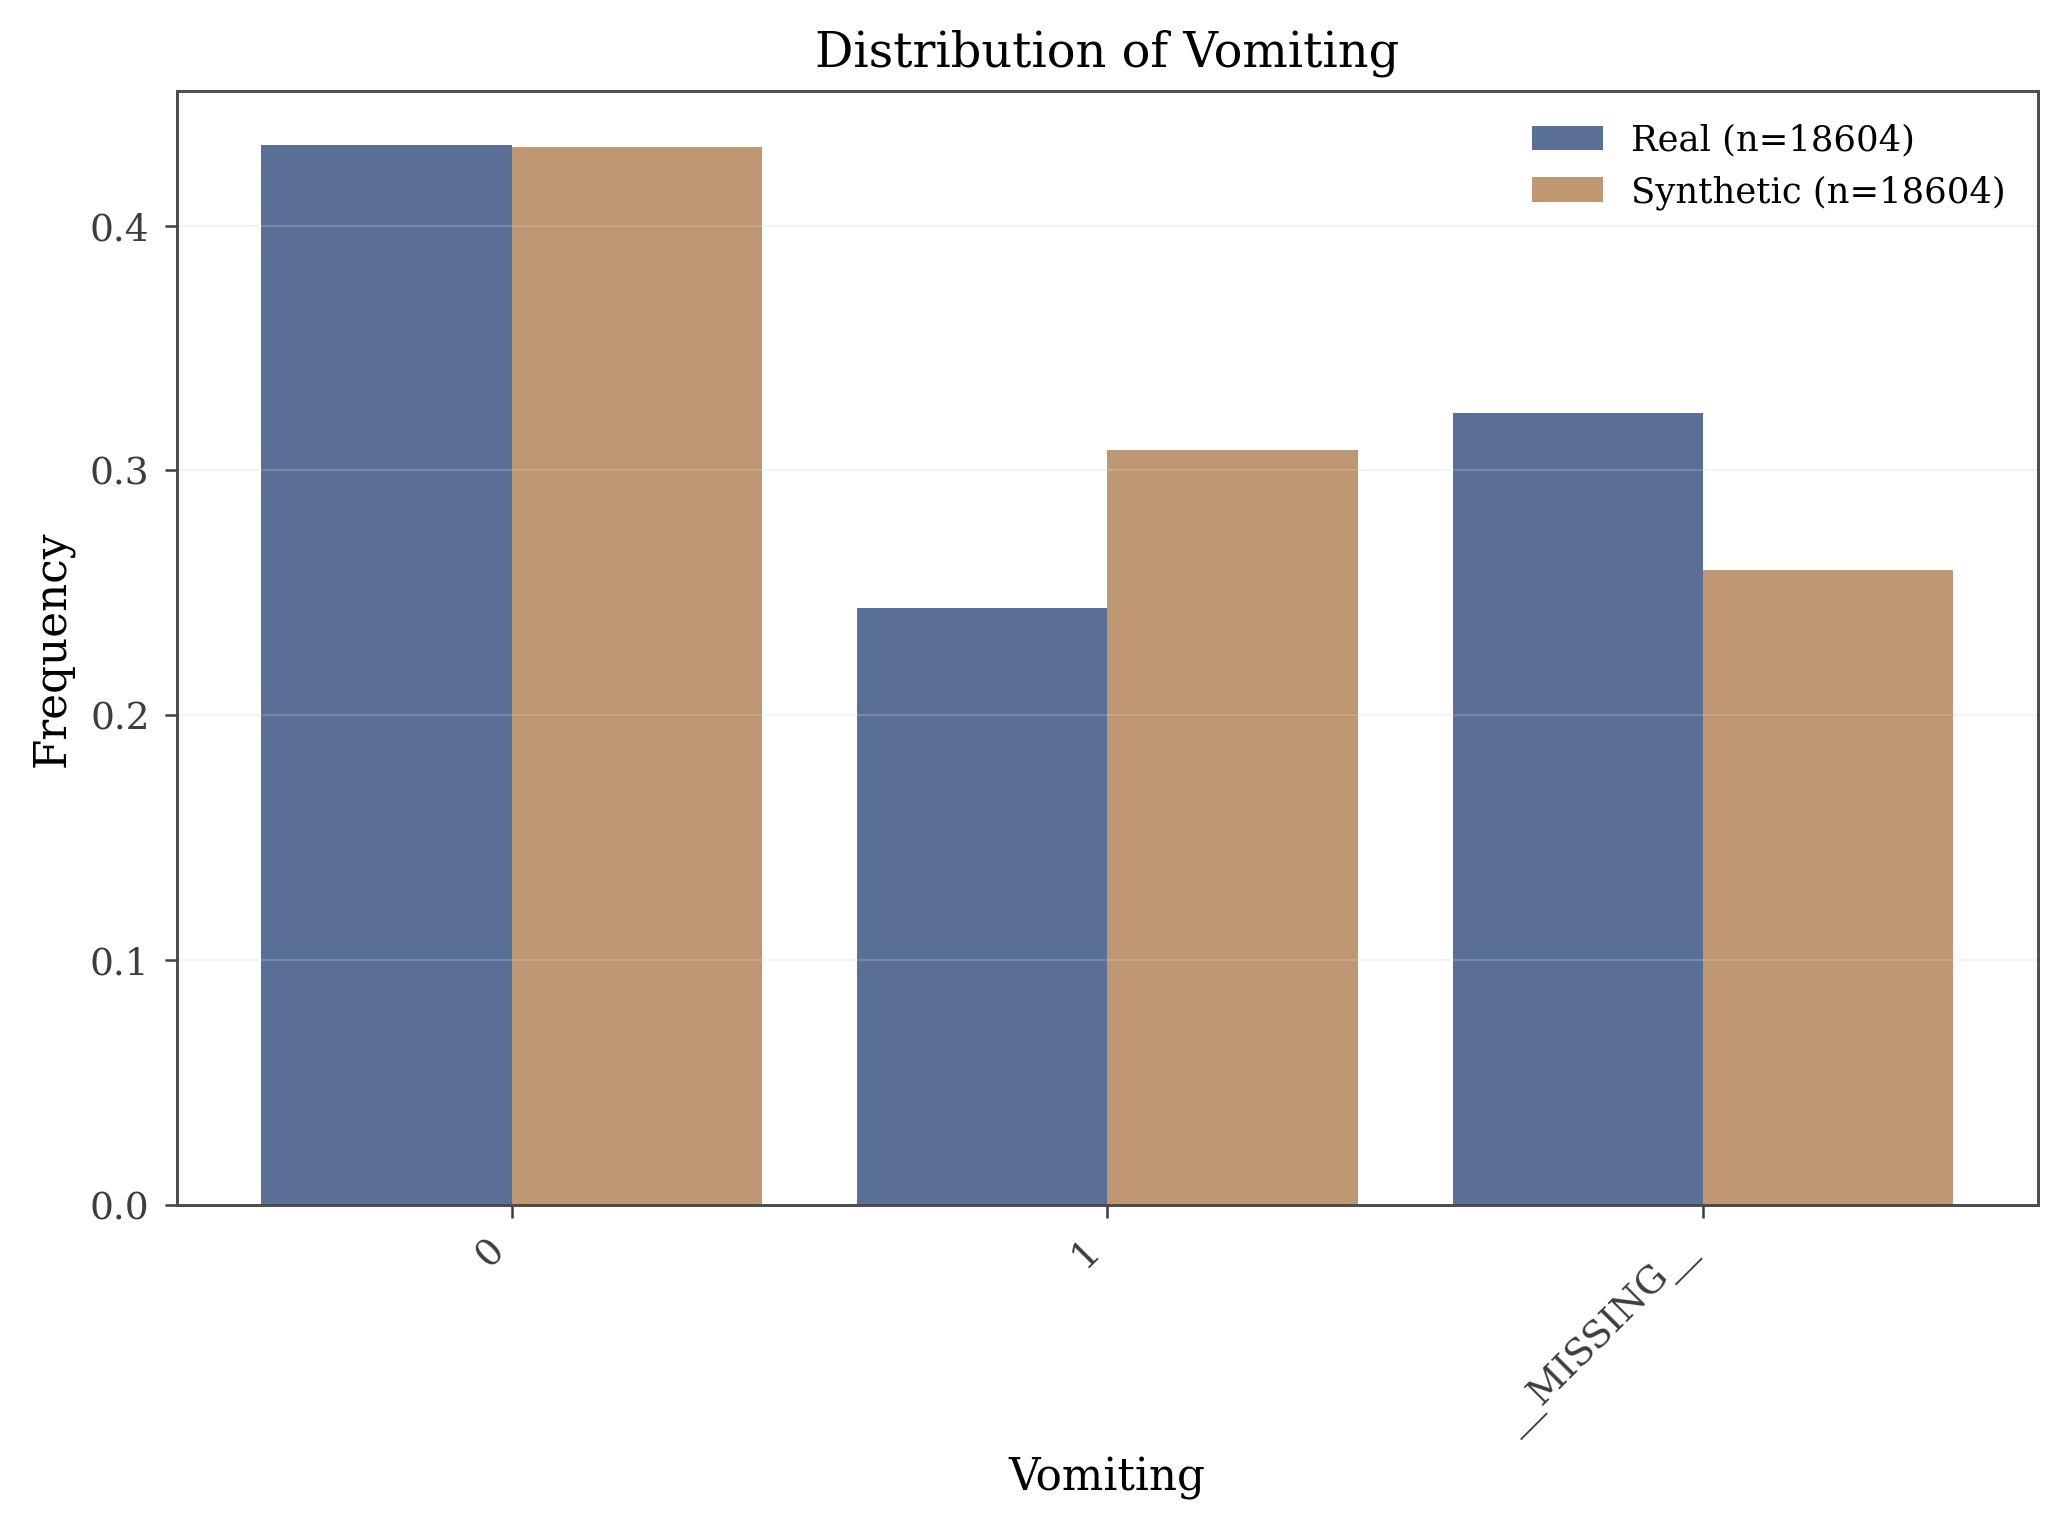 Distribution of Vomiting
Real (n=18604)
Synthetic (n=18604)
Frequency
0.4
0.3
0.2
0.1
0.0
0
1
__MISSING__
Vomiting